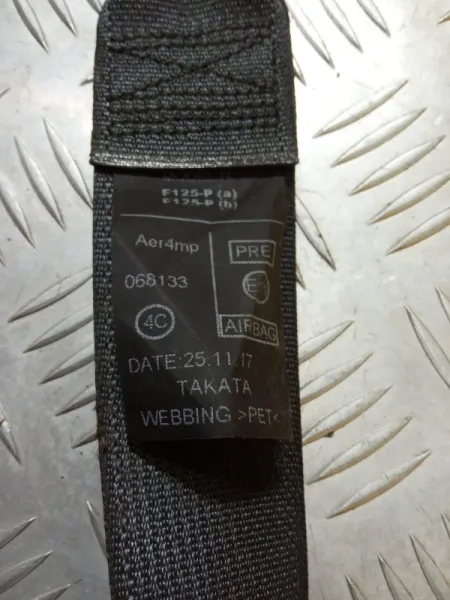 F125-P (a)
F125-P (b)
Aer4mp
PRE
068133
4C
AIRBAG
DATE:25.11.17
TAKATA
WEBBING >PET<